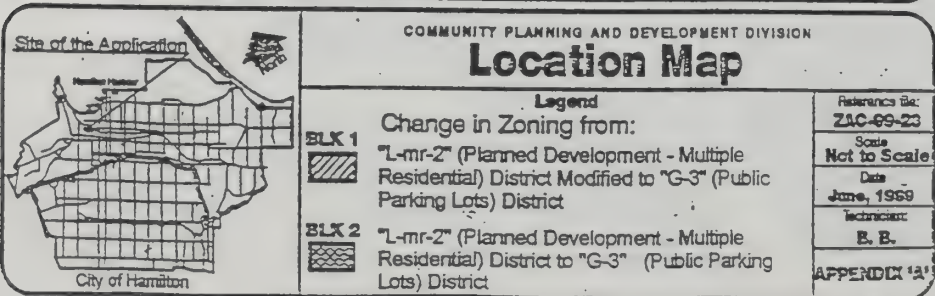 Site of the Application
North
Hamilton Harbour
City of Hamilton
COMMUNITY PLANNING AND DEVELOPMENT DIVISION
Location Map
Legend
Change in Zoning from:
BLK 1
"L-mr-2" (Planned Development - Multiple
Residential) District Modified to "G-3" (Public
Parking Lots) District
BLK 2
"L-mr-2" (Planned Development - Multiple
Residential) District to "G-3" (Public Parking
Lots) District
Reference file:
ZAC-99-23
Scale
Not to Scale
Date
June, 1999
Technician:
B. B.
APPENDIX 'A'